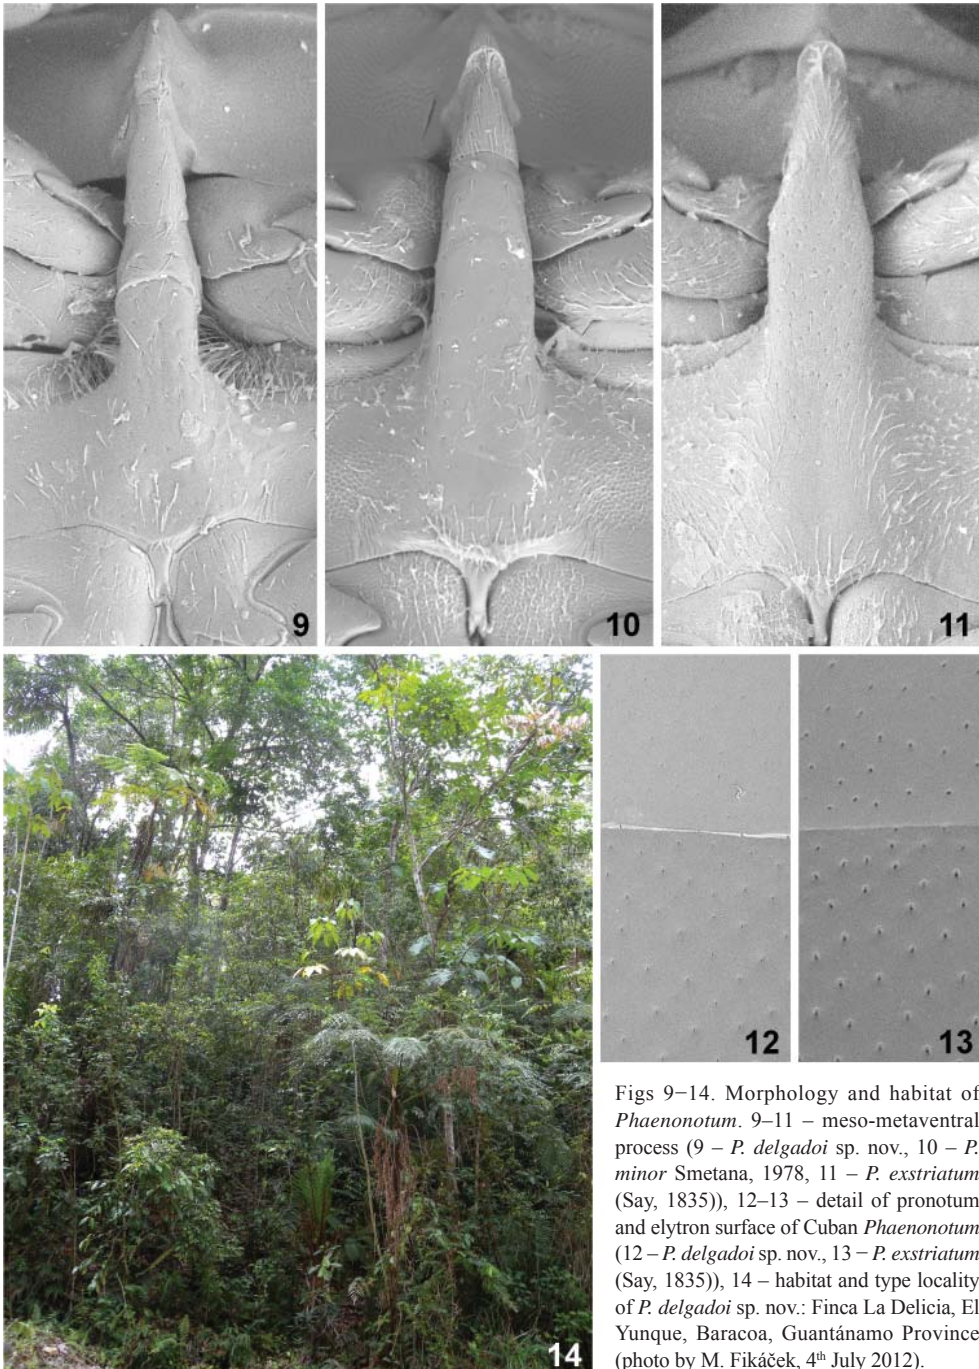 9
10
11
14
12
13
Figs 9–14. Morphology and habitat of
Phaenonotum. 9–11 – meso-metaventral
process (9 – P. delgadoi sp. nov., 10 – P.
minor Smetana, 1978, 11 – P. exstriatum
(Say, 1835)), 12–13 – detail of pronotum
and elytron surface of Cuban Phaenonotum
(12 – P. delgadoi sp. nov., 13 – P. exstriatum
(Say, 1835)), 14 – habitat and type locality
of P. delgadoi sp. nov.: Finca La Delicia, El
Yunque, Baracoa, Guantánamo Province
(photo by M. Fikáček, 4th July 2012).